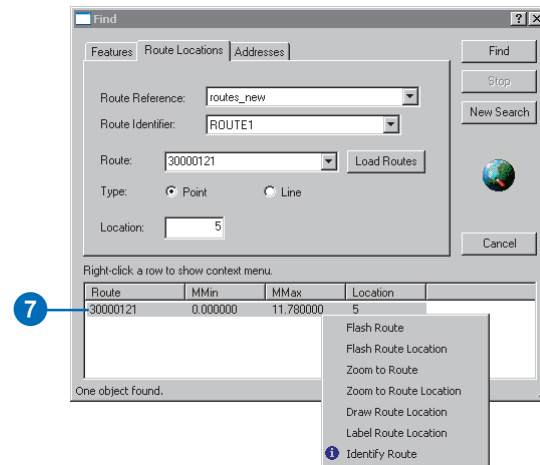 Find
Features Route Locations Addresses
Find
Stop
New Search
Cancel
Route Reference: routes_new
Route Identifier: ROUTE1
Route: 30000121 Load Routes
Type: Point Line
Location: 5
Right-click a row to show context menu.
Route MMin MMax Location
7 30000121 0.000000 11.780000 5
Flash Route
Flash Route Location
Zoom to Route
Zoom to Route Location
Draw Route Location
Label Route Location
Identify Route
One object found.